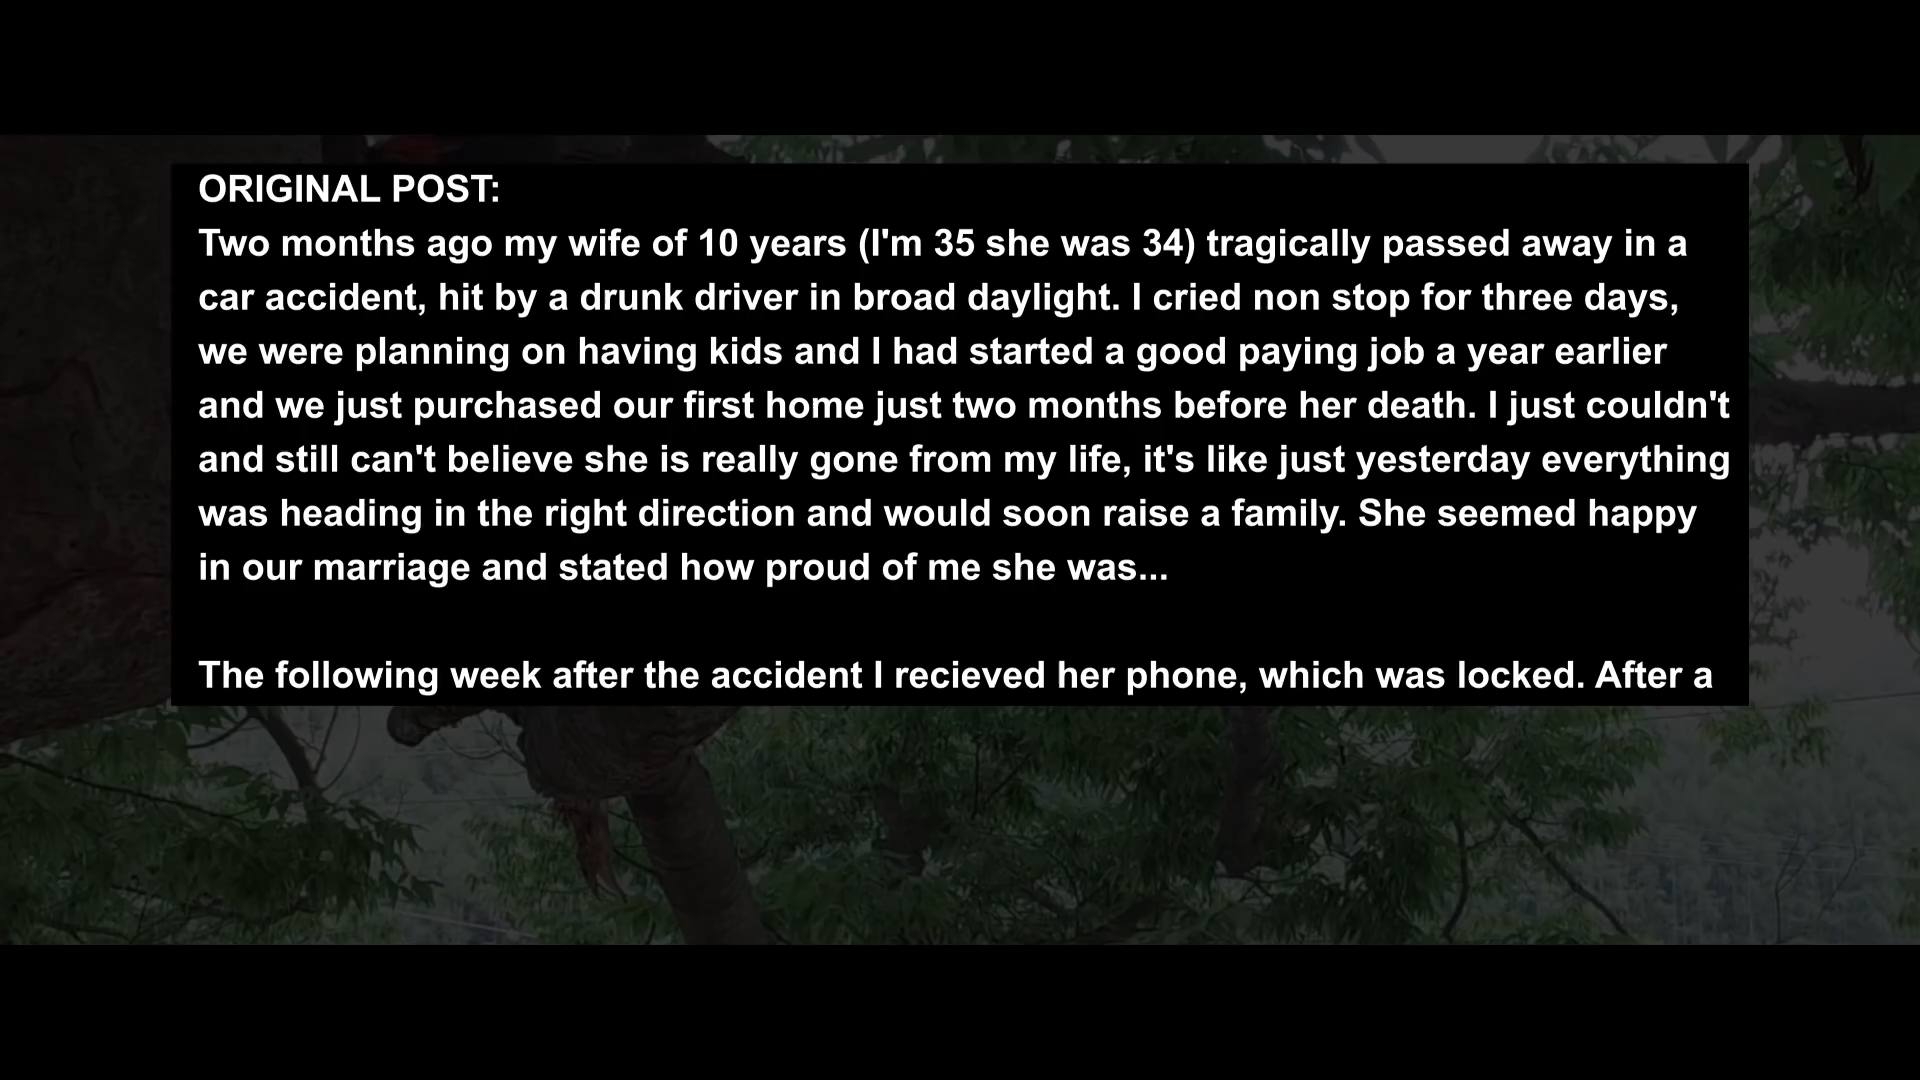 ORIGINAL POST:
Two months ago my wife of 10 years (I'm 35 she was 34) tragically passed away in a
car accident, hit by a drunk driver in broad daylight. I cried non stop for three days,
we were planning on having kids and I had started a good paying job a year earlier
and we just purchased our first home just two months before her death. I just couldn't
and still can't believe she is really gone from my life, it's like just yesterday everything
was heading in the right direction and would soon raise a family. She seemed happy
in our marriage and stated how proud of me she was...
The following week after the accident I recieved her phone, which was locked. After a